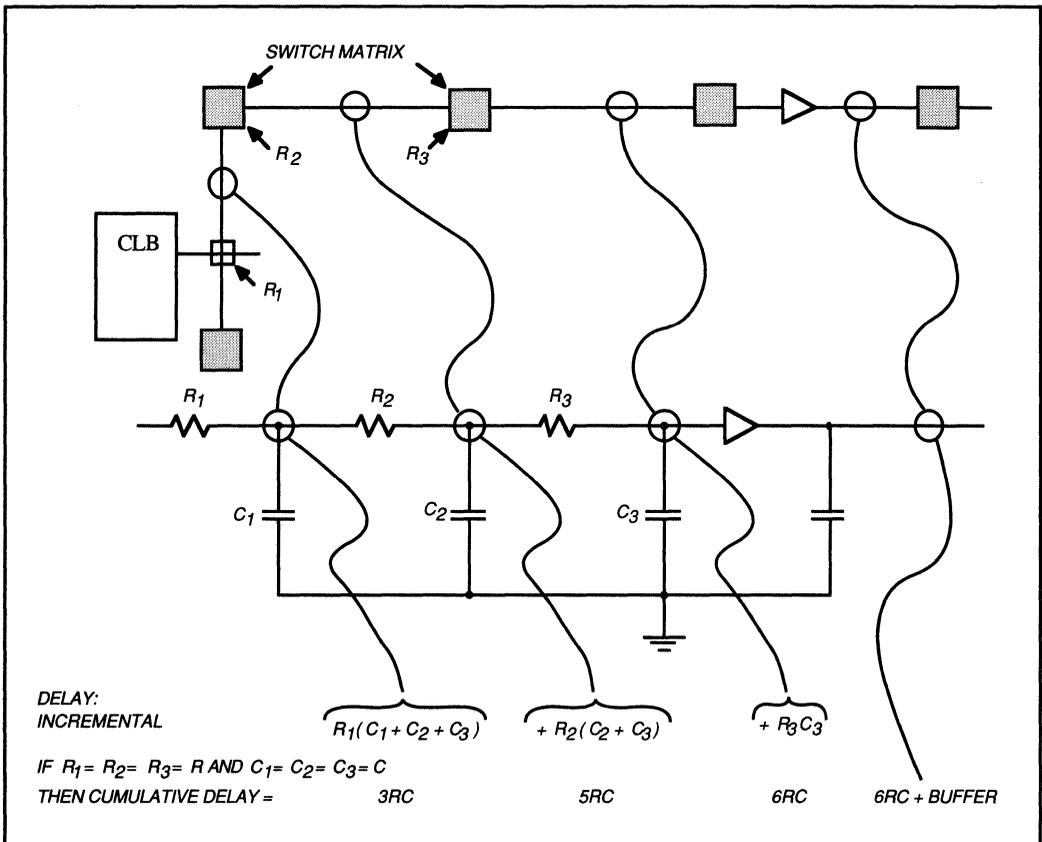 SWITCH MATRIX
R2
R3
CLB
R1
R1
R2
R3
C1
C2
C3
DELAY:
INCREMENTAL
R1(C1+C2+C3)
+ R2(C2+C3)
+ R3C3
IF R1= R2= R3= R AND C1= C2= C3= C
THEN CUMULATIVE DELAY = 3RC 5RC 6RC 6RC + BUFFER